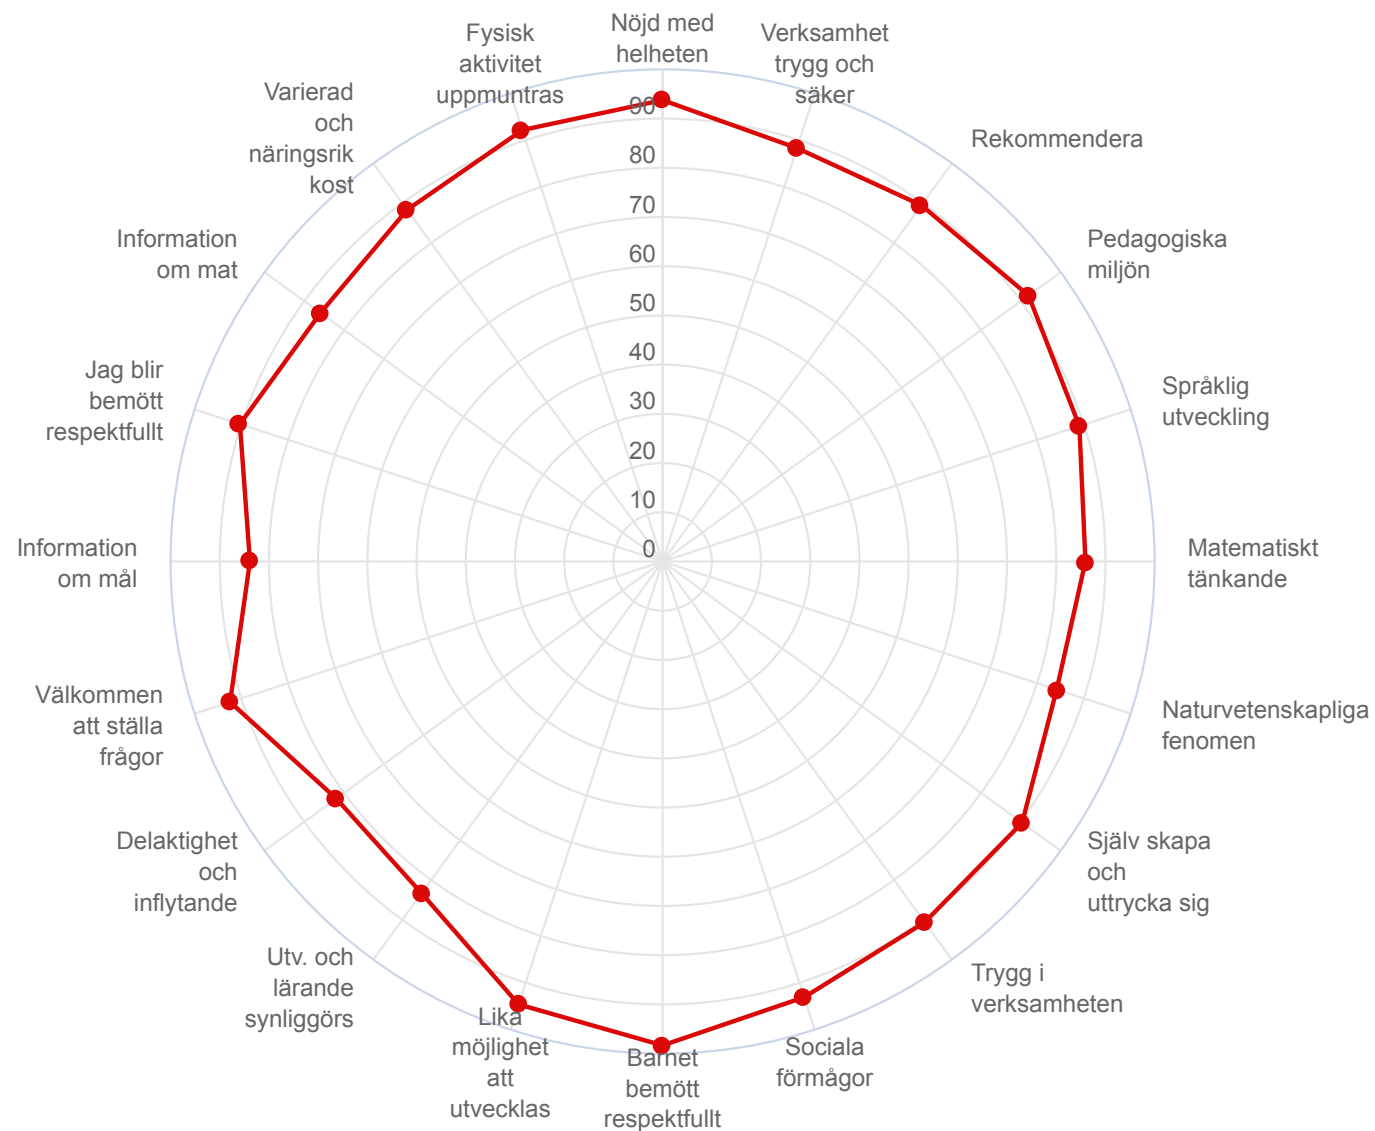 Nöjd med
helheten
Verksamhet
trygg och
säker
Rekommendera
Pedagogiska
miljön
Språklig
utveckling
Matematiskt
tänkande
Naturvetenskapliga
fenomen
Själv skapa
och
uttrycka sig
Trygg i
verksamheten
Sociala
förmågor
Barnet
bemött
respektfullt
Lika
möjlighet
att
utvecklas
Utv. och
lärande
synliggörs
Delaktighet
och
inflytande
Välkommen
att ställa
frågor
Information
om mål
Jag blir
bemött
respektfullt
Information
om mat
Varierad
och
näringsrik
kost
Fysisk
aktivitet
uppmuntras
90
80
70
60
50
40
30
20
10
0